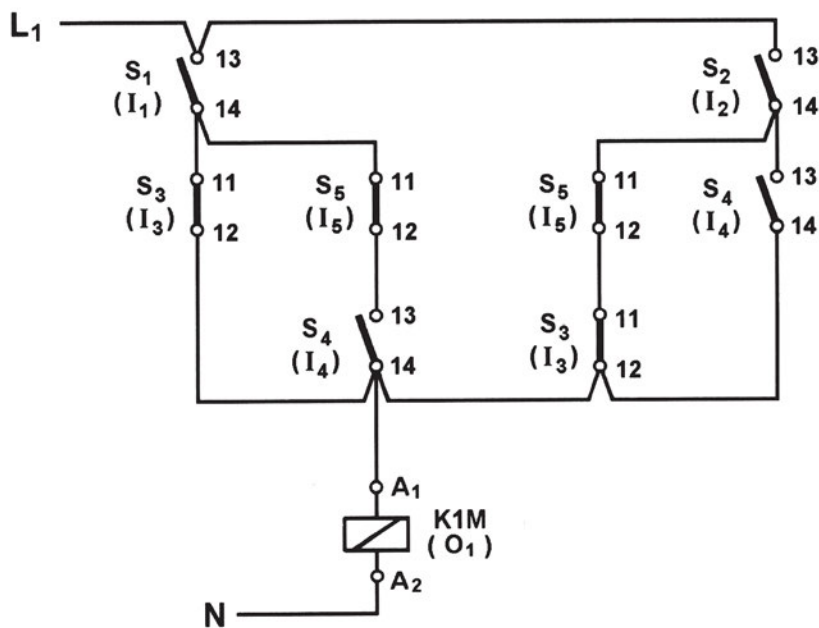 L₁
13
S₁
(I₁)
14
13
S₂
(I₂)
14
11
S₃
(I₃)
12
11
S₅
(I₅)
12
11
S₅
(I₅)
12
13
S₄
(I₄)
14
13
S₄
(I₄)
14
11
S₃
(I₃)
12
A₁
K1M
(O₁)
A₂
N